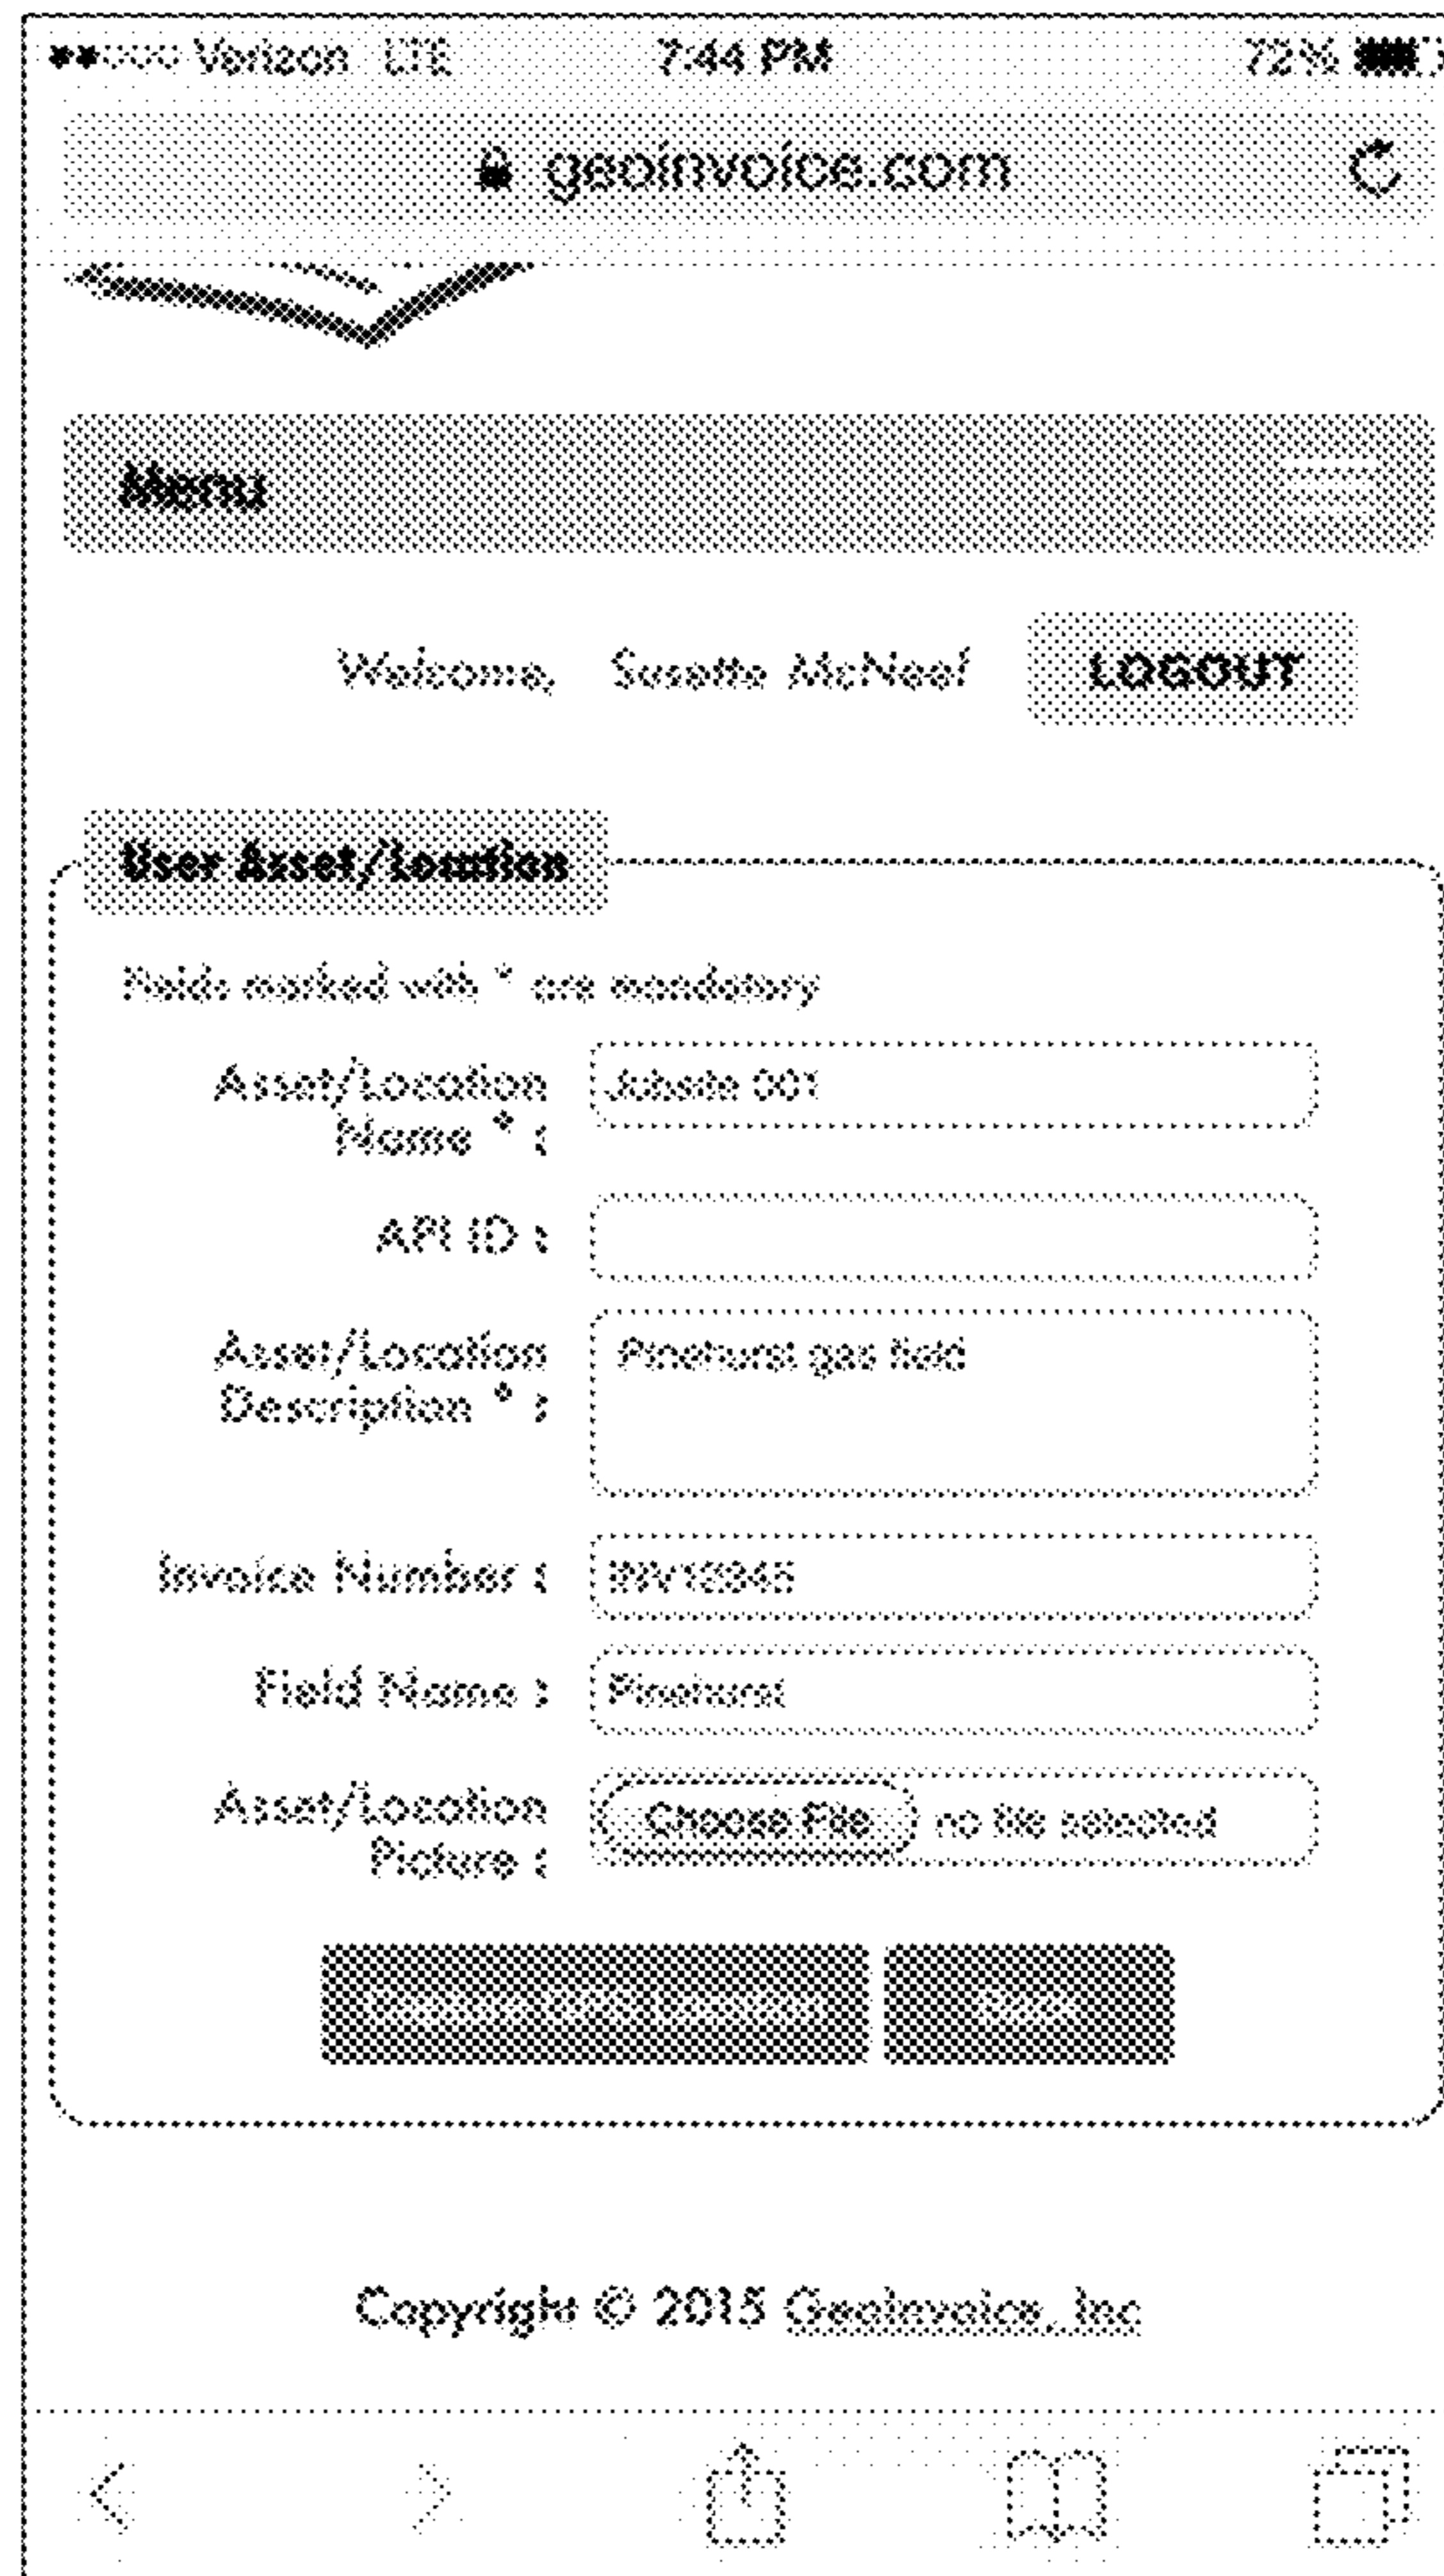 Verizon LTE 7:44 PM 72%
geoinvoice.com
Menu
Welcome, Susette McNeel LOGOUT
User Asset/Location
Fields marked with * are mandatory
Asset/Location Jobsite 001
Name * :
API ID :
Asset/Location Pinehurst gas field
Description * :
Invoice Number : INV12345
Field Name : Pinehurst
Asset/Location Choose File no file selected
Picture :
Copyright © 2015 GeoInvoice, Inc